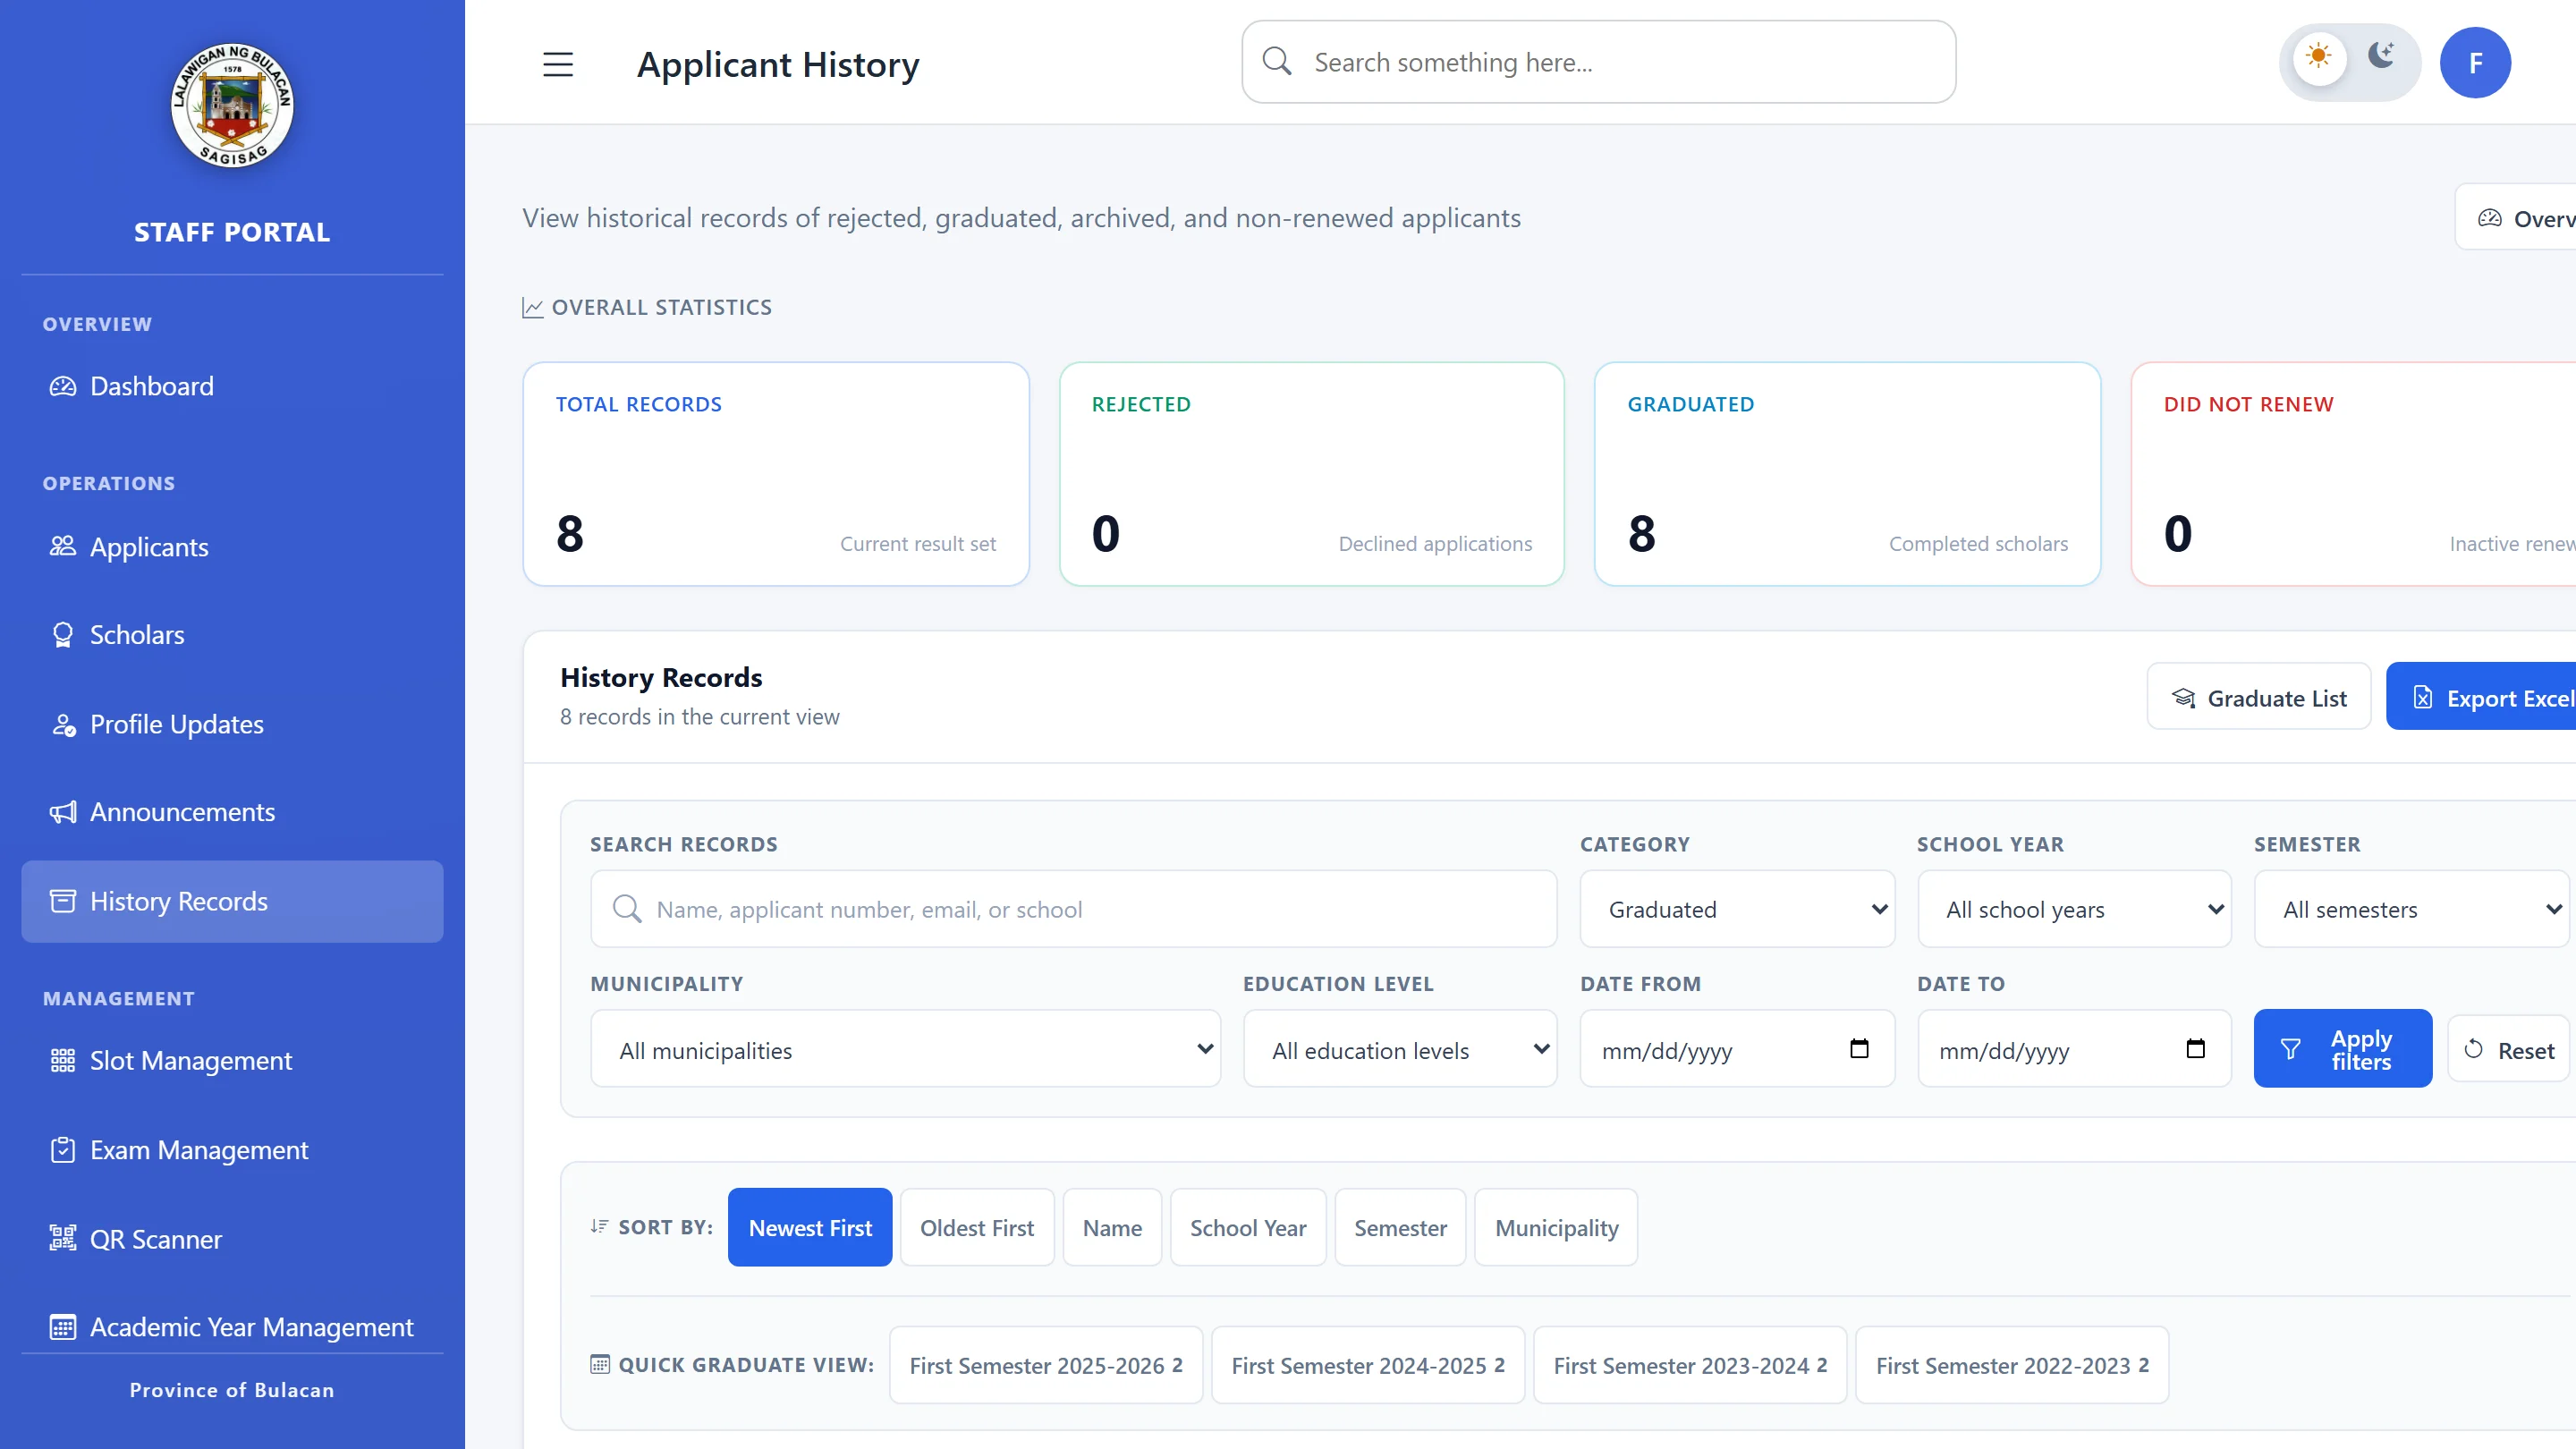 LALAWIGAN NG BULACAN
1578
SAGISAG
STAFF PORTAL
OVERVIEW
Dashboard
OPERATIONS
Applicants
Scholars
Profile Updates
Announcements
History Records
MANAGEMENT
Slot Management
Exam Management
QR Scanner
Academic Year Management
Province of Bulacan
Applicant History
Search something here...
F
View historical records of rejected, graduated, archived, and non-renewed applicants
Overv
OVERALL STATISTICS
TOTAL RECORDS
8
Current result set
REJECTED
0
Declined applications
GRADUATED
8
Completed scholars
DID NOT RENEW
0
Inactive renew
History Records
8 records in the current view
Graduate List
Export Excel
SEARCH RECORDS
Name, applicant number, email, or school
CATEGORY
Graduated
SCHOOL YEAR
All school years
SEMESTER
All semesters
MUNICIPALITY
All municipalities
EDUCATION LEVEL
All education levels
DATE FROM
mm/dd/yyyy
DATE TO
mm/dd/yyyy
Apply
filters
Reset
SORT BY: Newest First Oldest First Name School Year Semester Municipality
QUICK GRADUATE VIEW: First Semester 2025-2026 2 First Semester 2024-2025 2 First Semester 2023-2024 2 First Semester 2022-2023 2